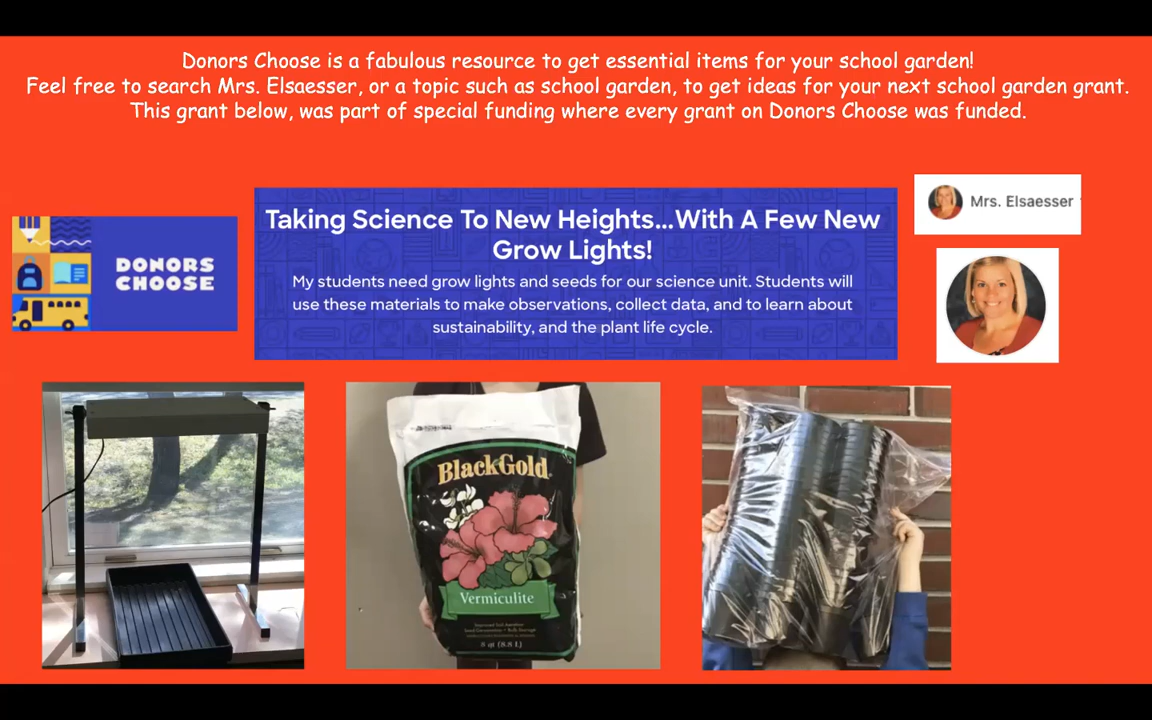 Donors Choose is a fabulous resource to get essential items for your school garden!
Feel free to search Mrs. Elsaesser, or a topic such as school garden, to get ideas for your next school garden grant.
This grant below, was part of special funding where every grant on Donors Choose was funded.
Mrs. Elsaesser
DONORS
CHOOSE
Taking Science To New Heights...With A Few New
Grow Lights!
My students need grow lights and seeds for our science unit. Students will
use these materials to make observations, collect data, and to learn about
sustainability, and the plant life cycle.
BlackGold
Vermiculite
8 qt (8.8 L)